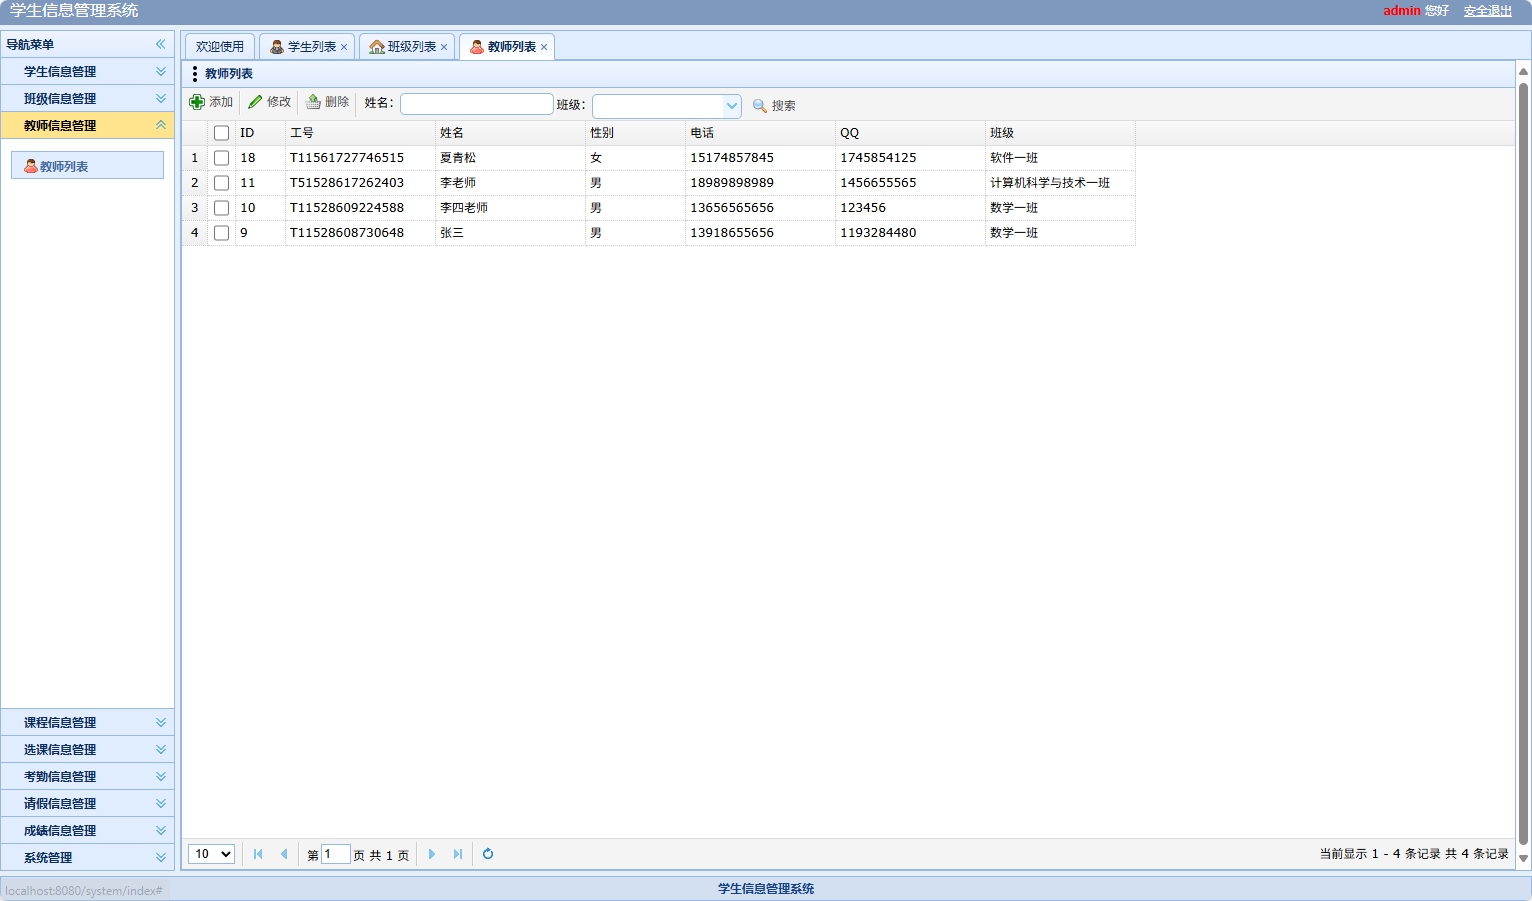 学生信息管理系统
admin 您好 安全退出
导航菜单
学生信息管理
班级信息管理
教师信息管理
教师列表
课程信息管理
选课信息管理
考勤信息管理
请假信息管理
成绩信息管理
系统管理
欢迎使用 学生列表 班级列表 教师列表
教师列表
添加 修改 删除 姓名： 班级： 搜索
ID 工号 姓名 性别 电话 QQ 班级
1 18 T11561727746515 夏青松 女 15174857845 1745854125 软件一班
2 11 T51528617262403 李老师 男 18989898989 1456655565 计算机科学与技术一班
3 10 T11528609224588 李四老师 男 13656565656 123456 数学一班
4 9 T11528608730648 张三 男 13918655656 1193284480 数学一班
10 第 1 页 共 1 页 当前显示 1 - 4 条记录 共 4 条记录
localhost:8080/system/index#
学生信息管理系统